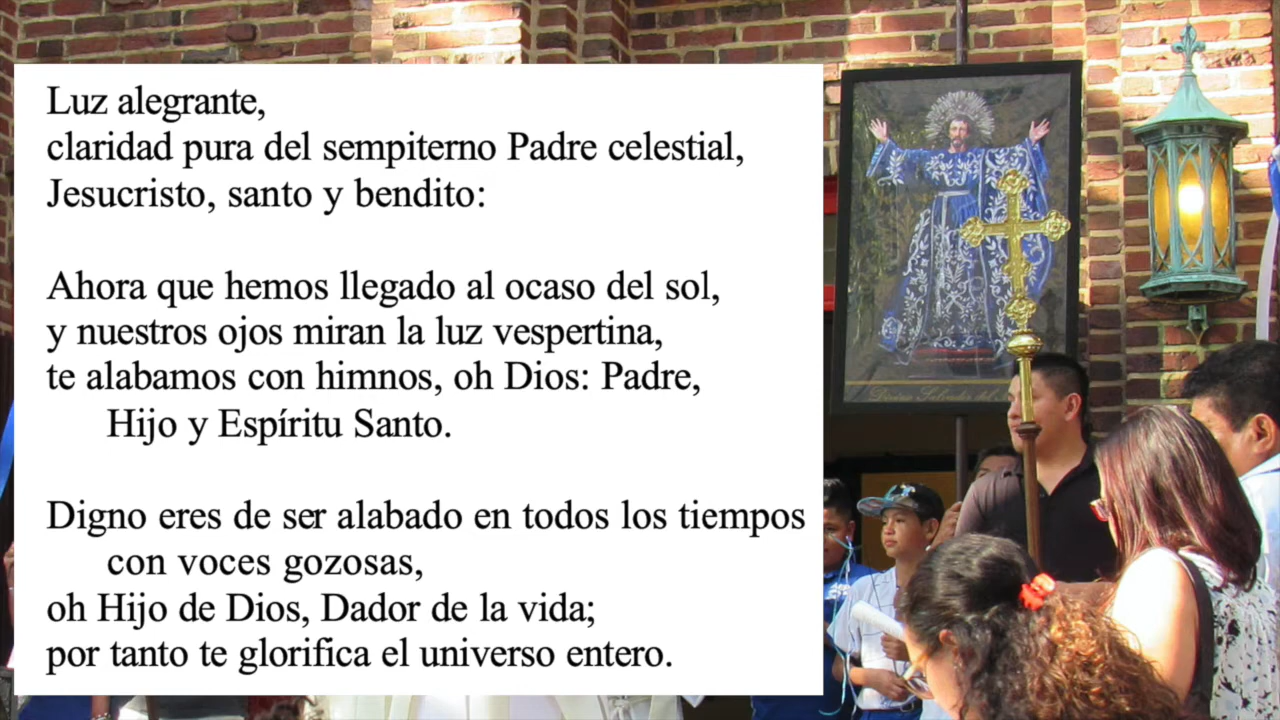 Luz alegrante,
claridad pura del sempiterno Padre celestial,
Jesucristo, santo y bendito:
Ahora que hemos llegado al ocaso del sol,
y nuestros ojos miran la luz vespertina,
te alabamos con himnos, oh Dios: Padre,
Hijo y Espíritu Santo.
Digno eres de ser alabado en todos los tiempos
con voces gozosas,
oh Hijo de Dios, Dador de la vida;
por tanto te glorifica el universo entero.
Divino Salvador del